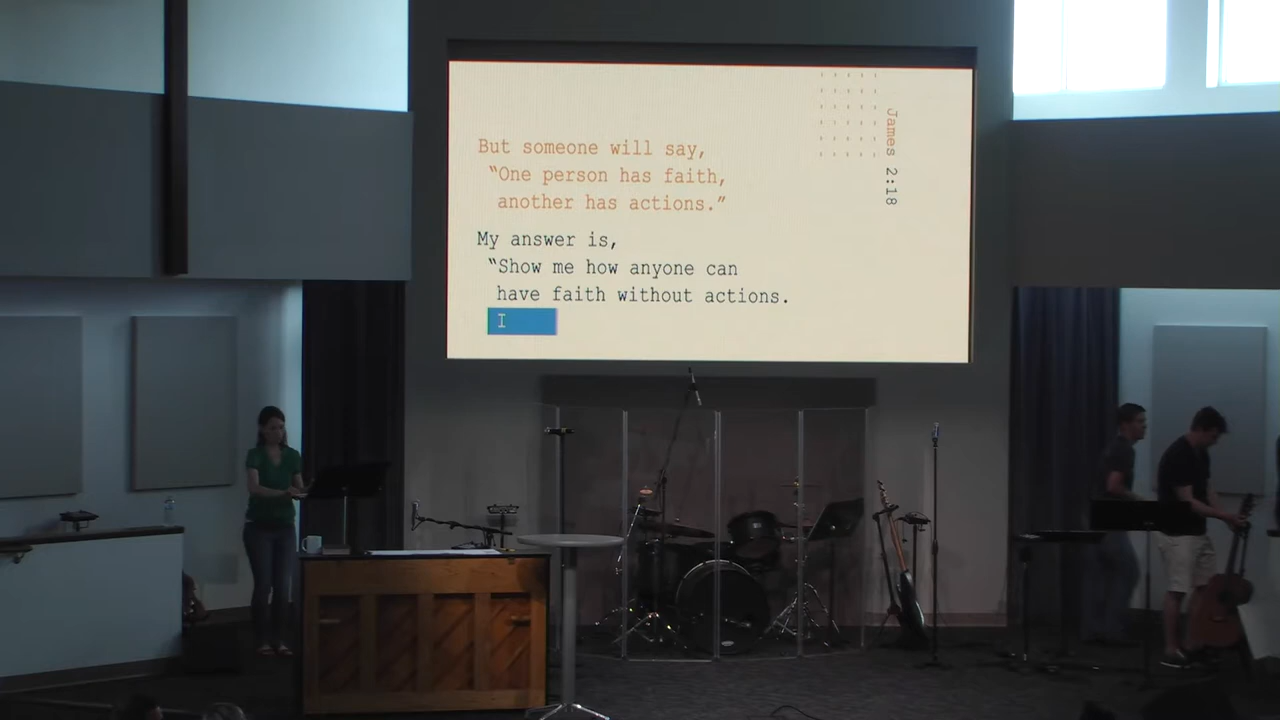 But someone will say,
“One person has faith,
another has actions.”
My answer is,
“Show me how anyone can
have faith without actions.
I
James 2:18